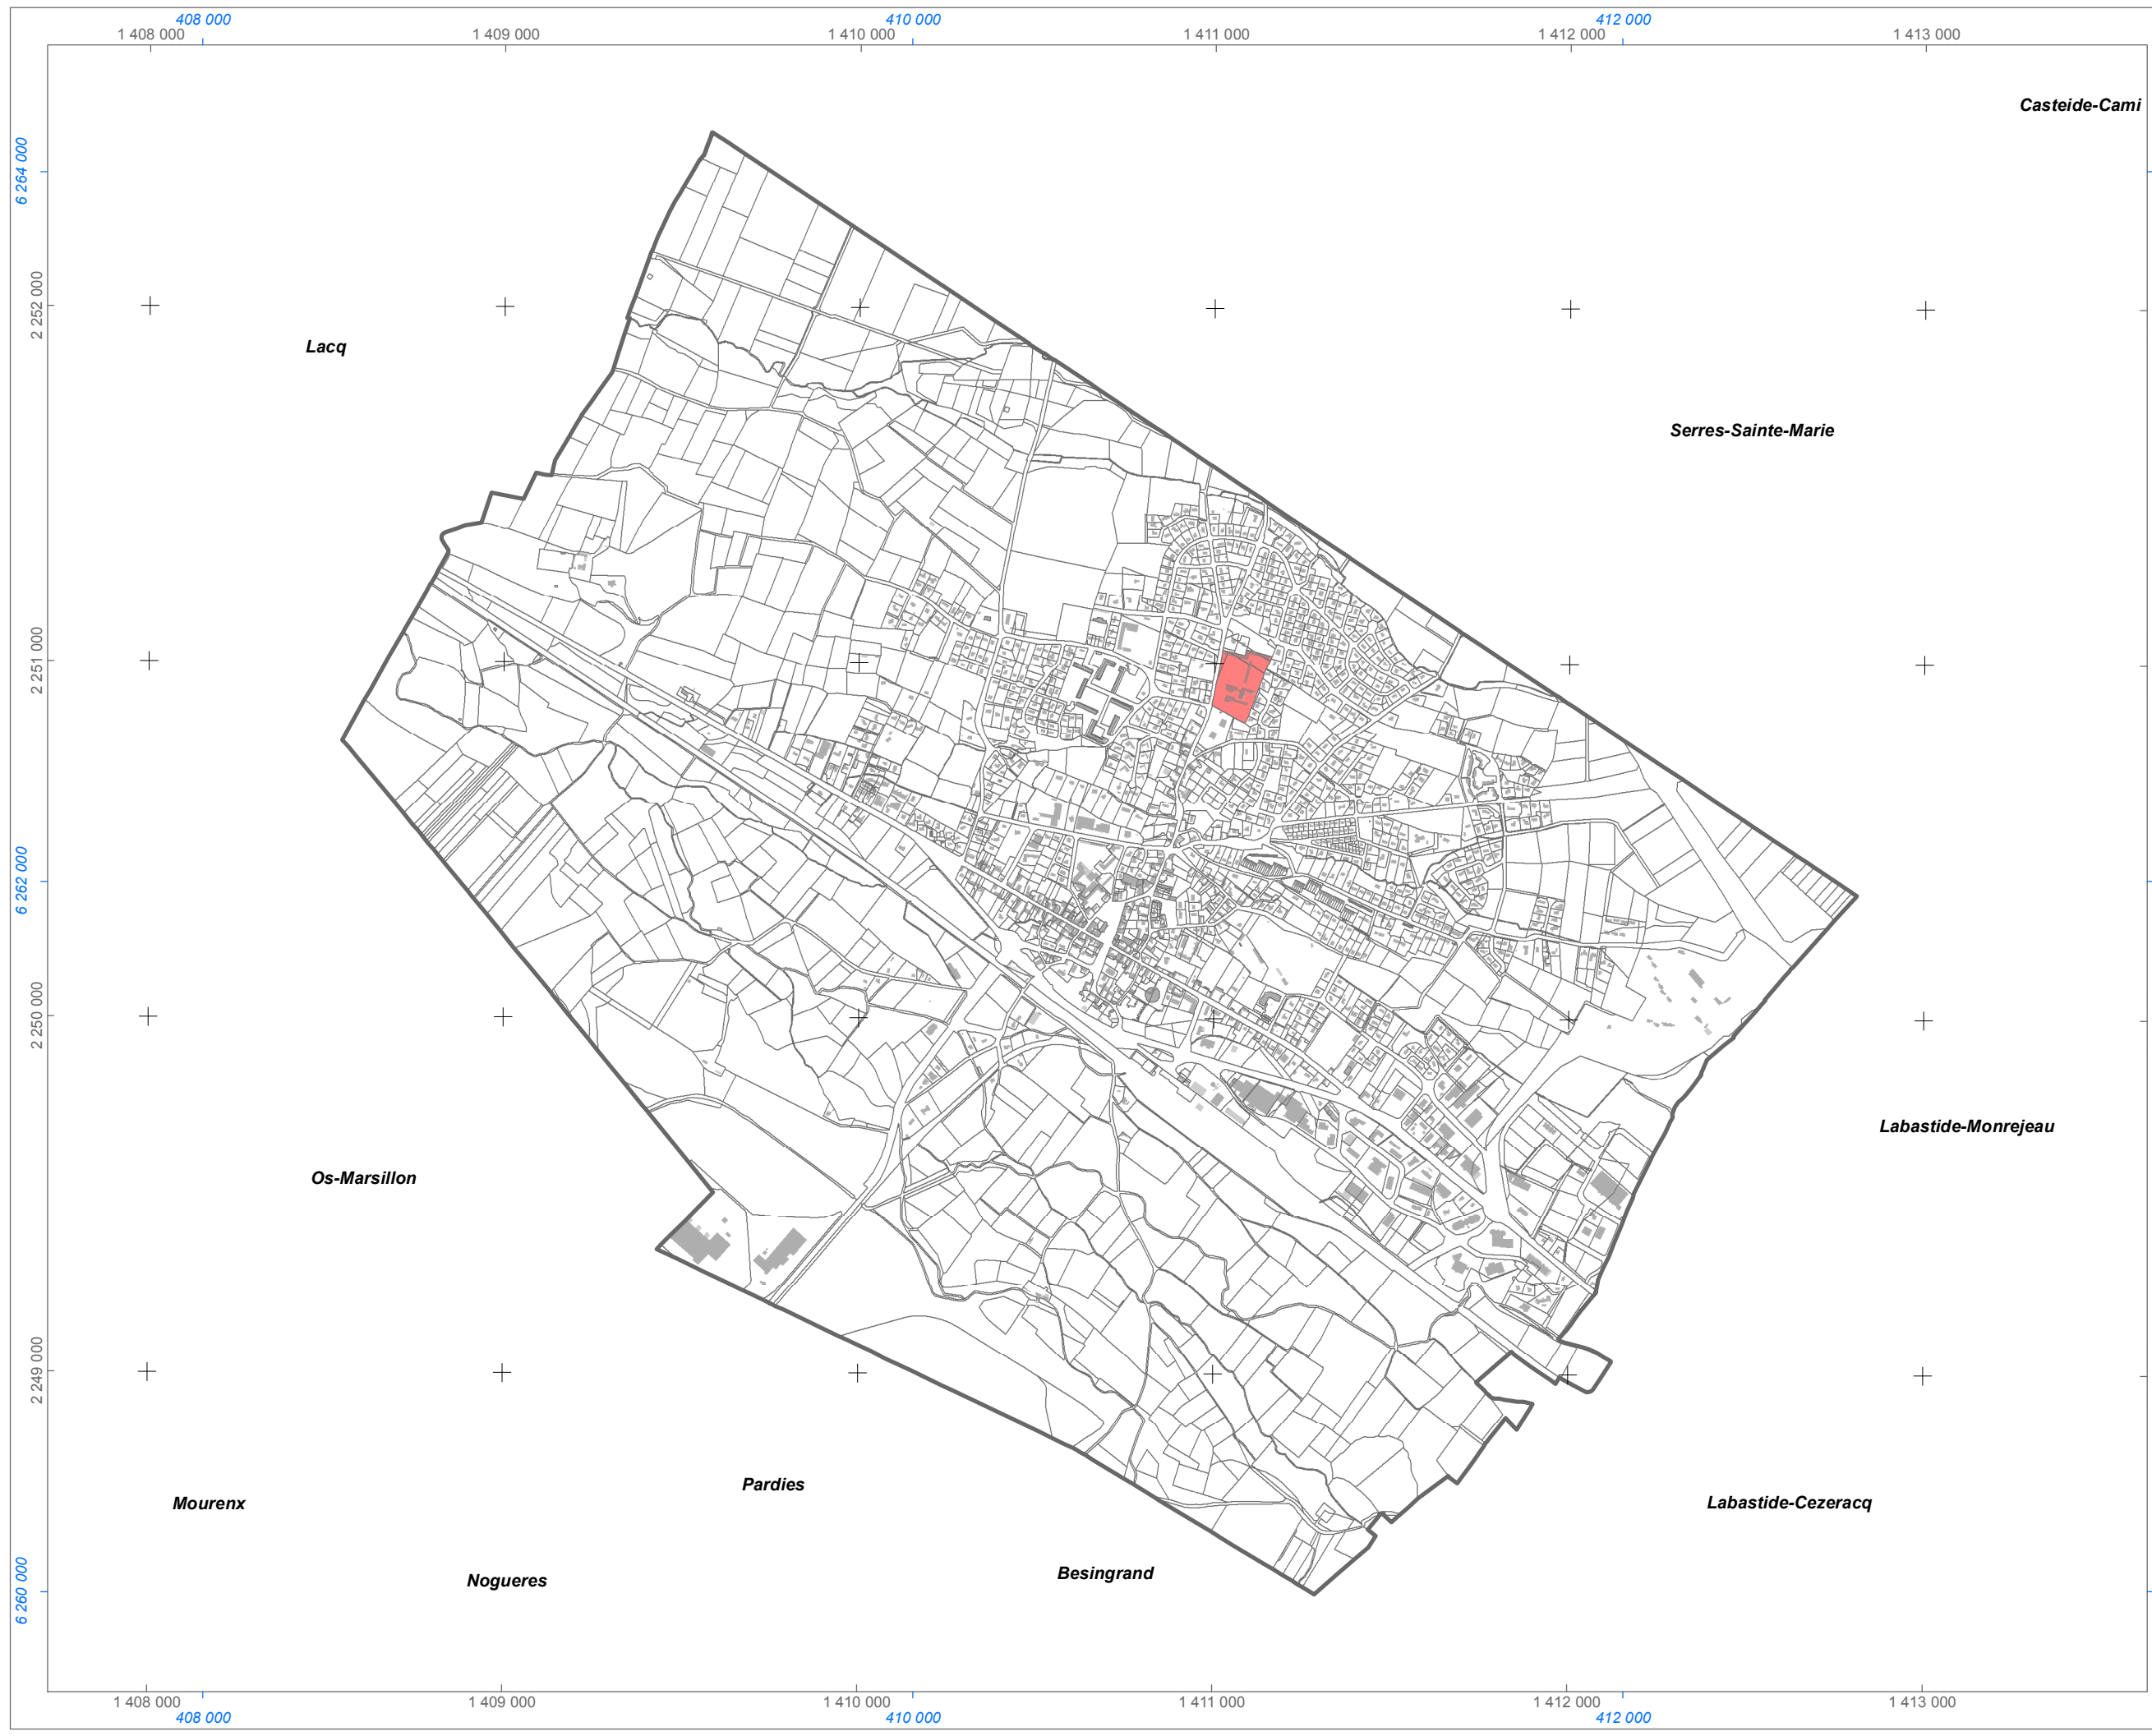 408 000
410 000
412 000
1 408 000
1 409 000
1 410 000
1 411 000
1 412 000
1 413 000
Casteide-Cami
6 264 000
2 252 000
Lacq
Serres-Sainte-Marie
2 251 000
6 262 000
2 250 000
Labastide-Monrejeau
Os-Marsillon
2 249 000
Pardies
Mourenx
Labastide-Cezeracq
Nogueres
Besingrand
6 260 000
1 408 000
1 409 000
1 410 000
1 411 000
1 412 000
1 413 000
408 000
410 000
412 000